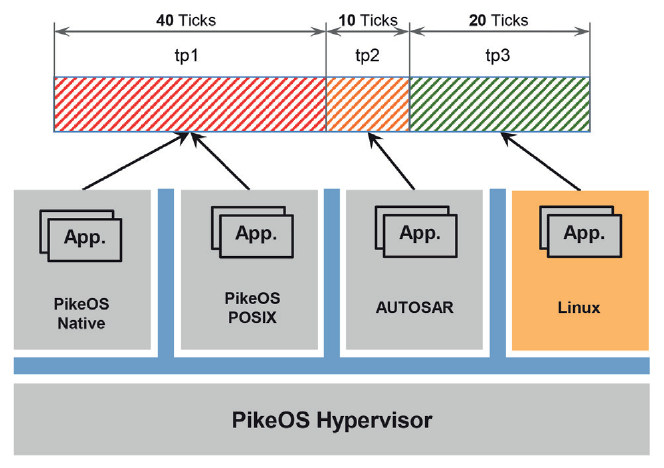 40 Ticks
10 Ticks
20 Ticks
tp1
tp2
tp3
App.
App.
App.
App.
PikeOS
Native
PikeOS
POSIX
AUTOSAR
Linux
PikeOS Hypervisor